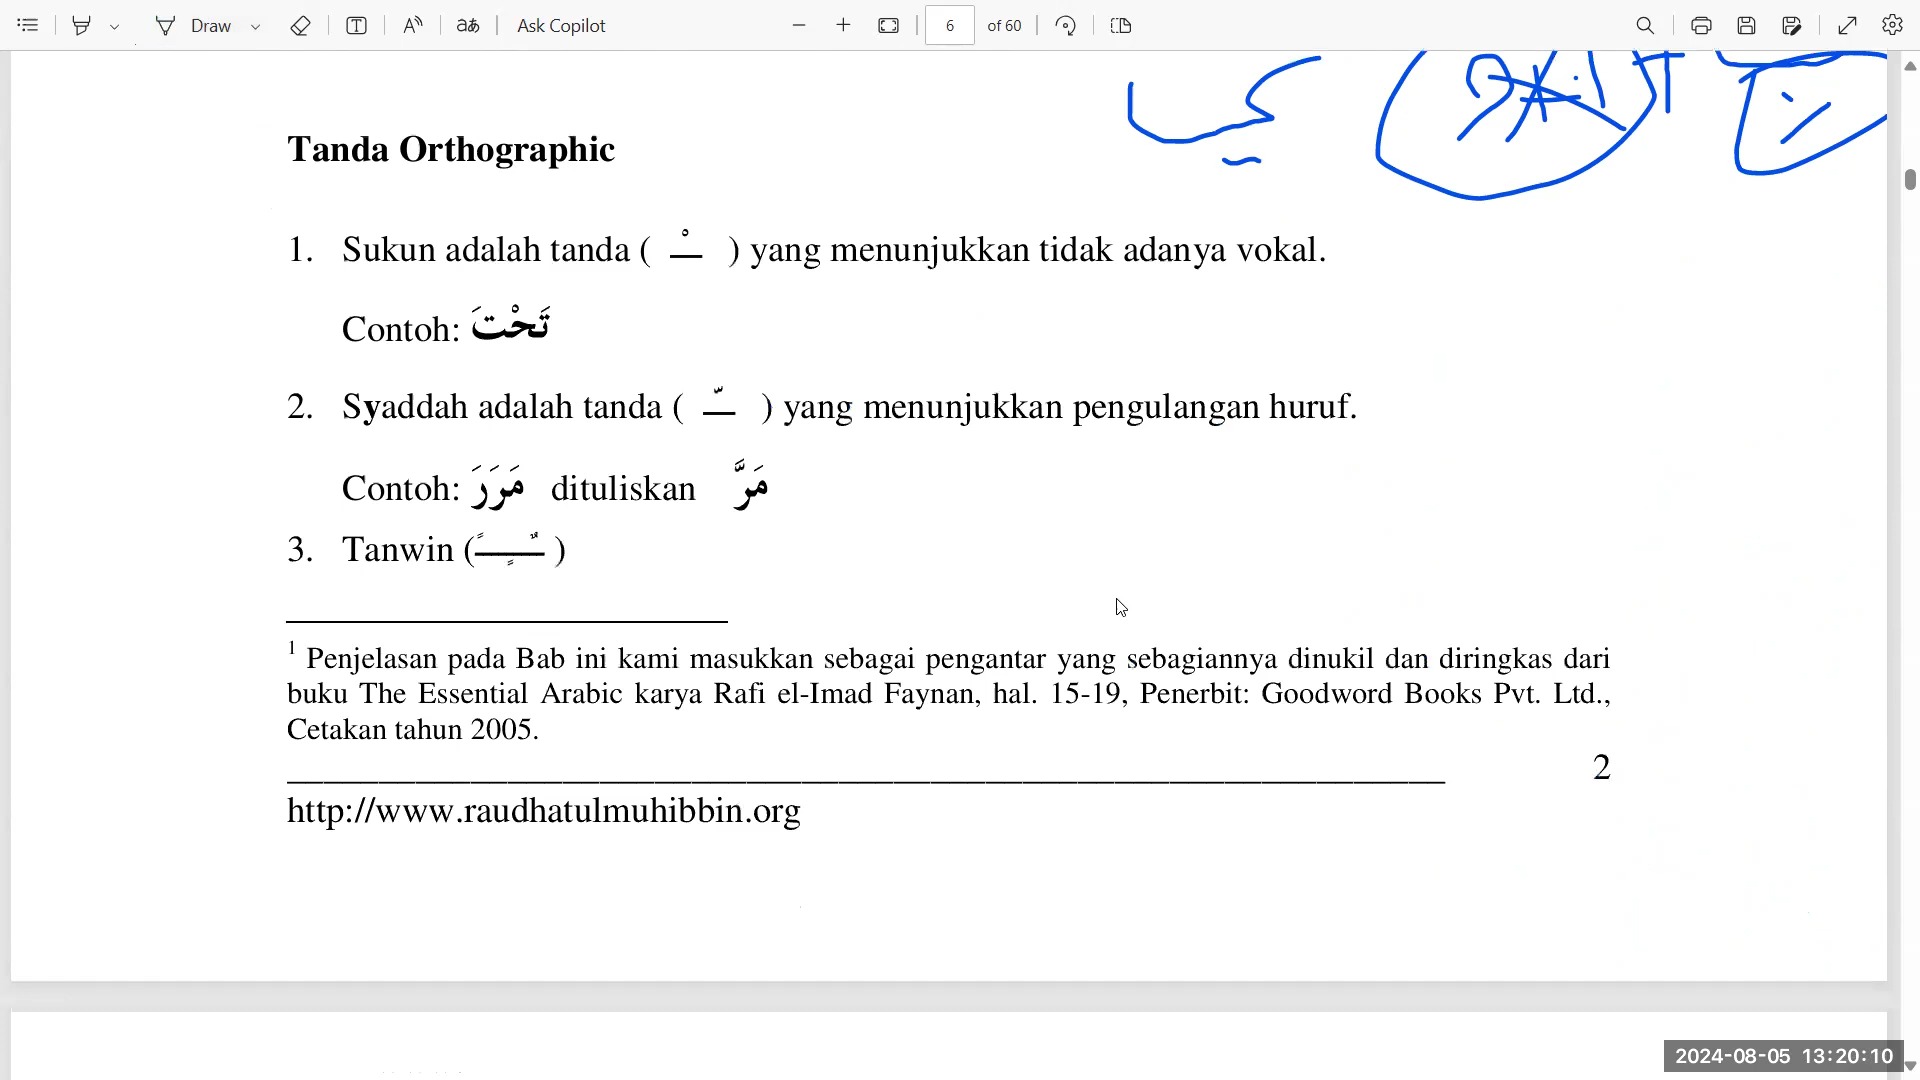 Draw
Ask Copilot
6 of 60
Tanda Orthographic
1. Sukun adalah tanda ( ـْ ) yang menunjukkan tidak adanya vokal.
Contoh: تَحْتَ
2. Syaddah adalah tanda ( ـّ ) yang menunjukkan pengulangan huruf.
Contoh: مَرَرَ dituliskan مَرَّ
3. Tanwin (ـٌـٍـً )
1 Penjelasan pada Bab ini kami masukkan sebagai pengantar yang sebagiannya dinukil dan diringkas dari
buku The Essential Arabic karya Rafi el-Imad Faynan, hal. 15-19, Penerbit: Goodword Books Pvt. Ltd.,
Cetakan tahun 2005.
2
http://www.raudhatulmuhibbin.org
2024-08-05 13:20:10